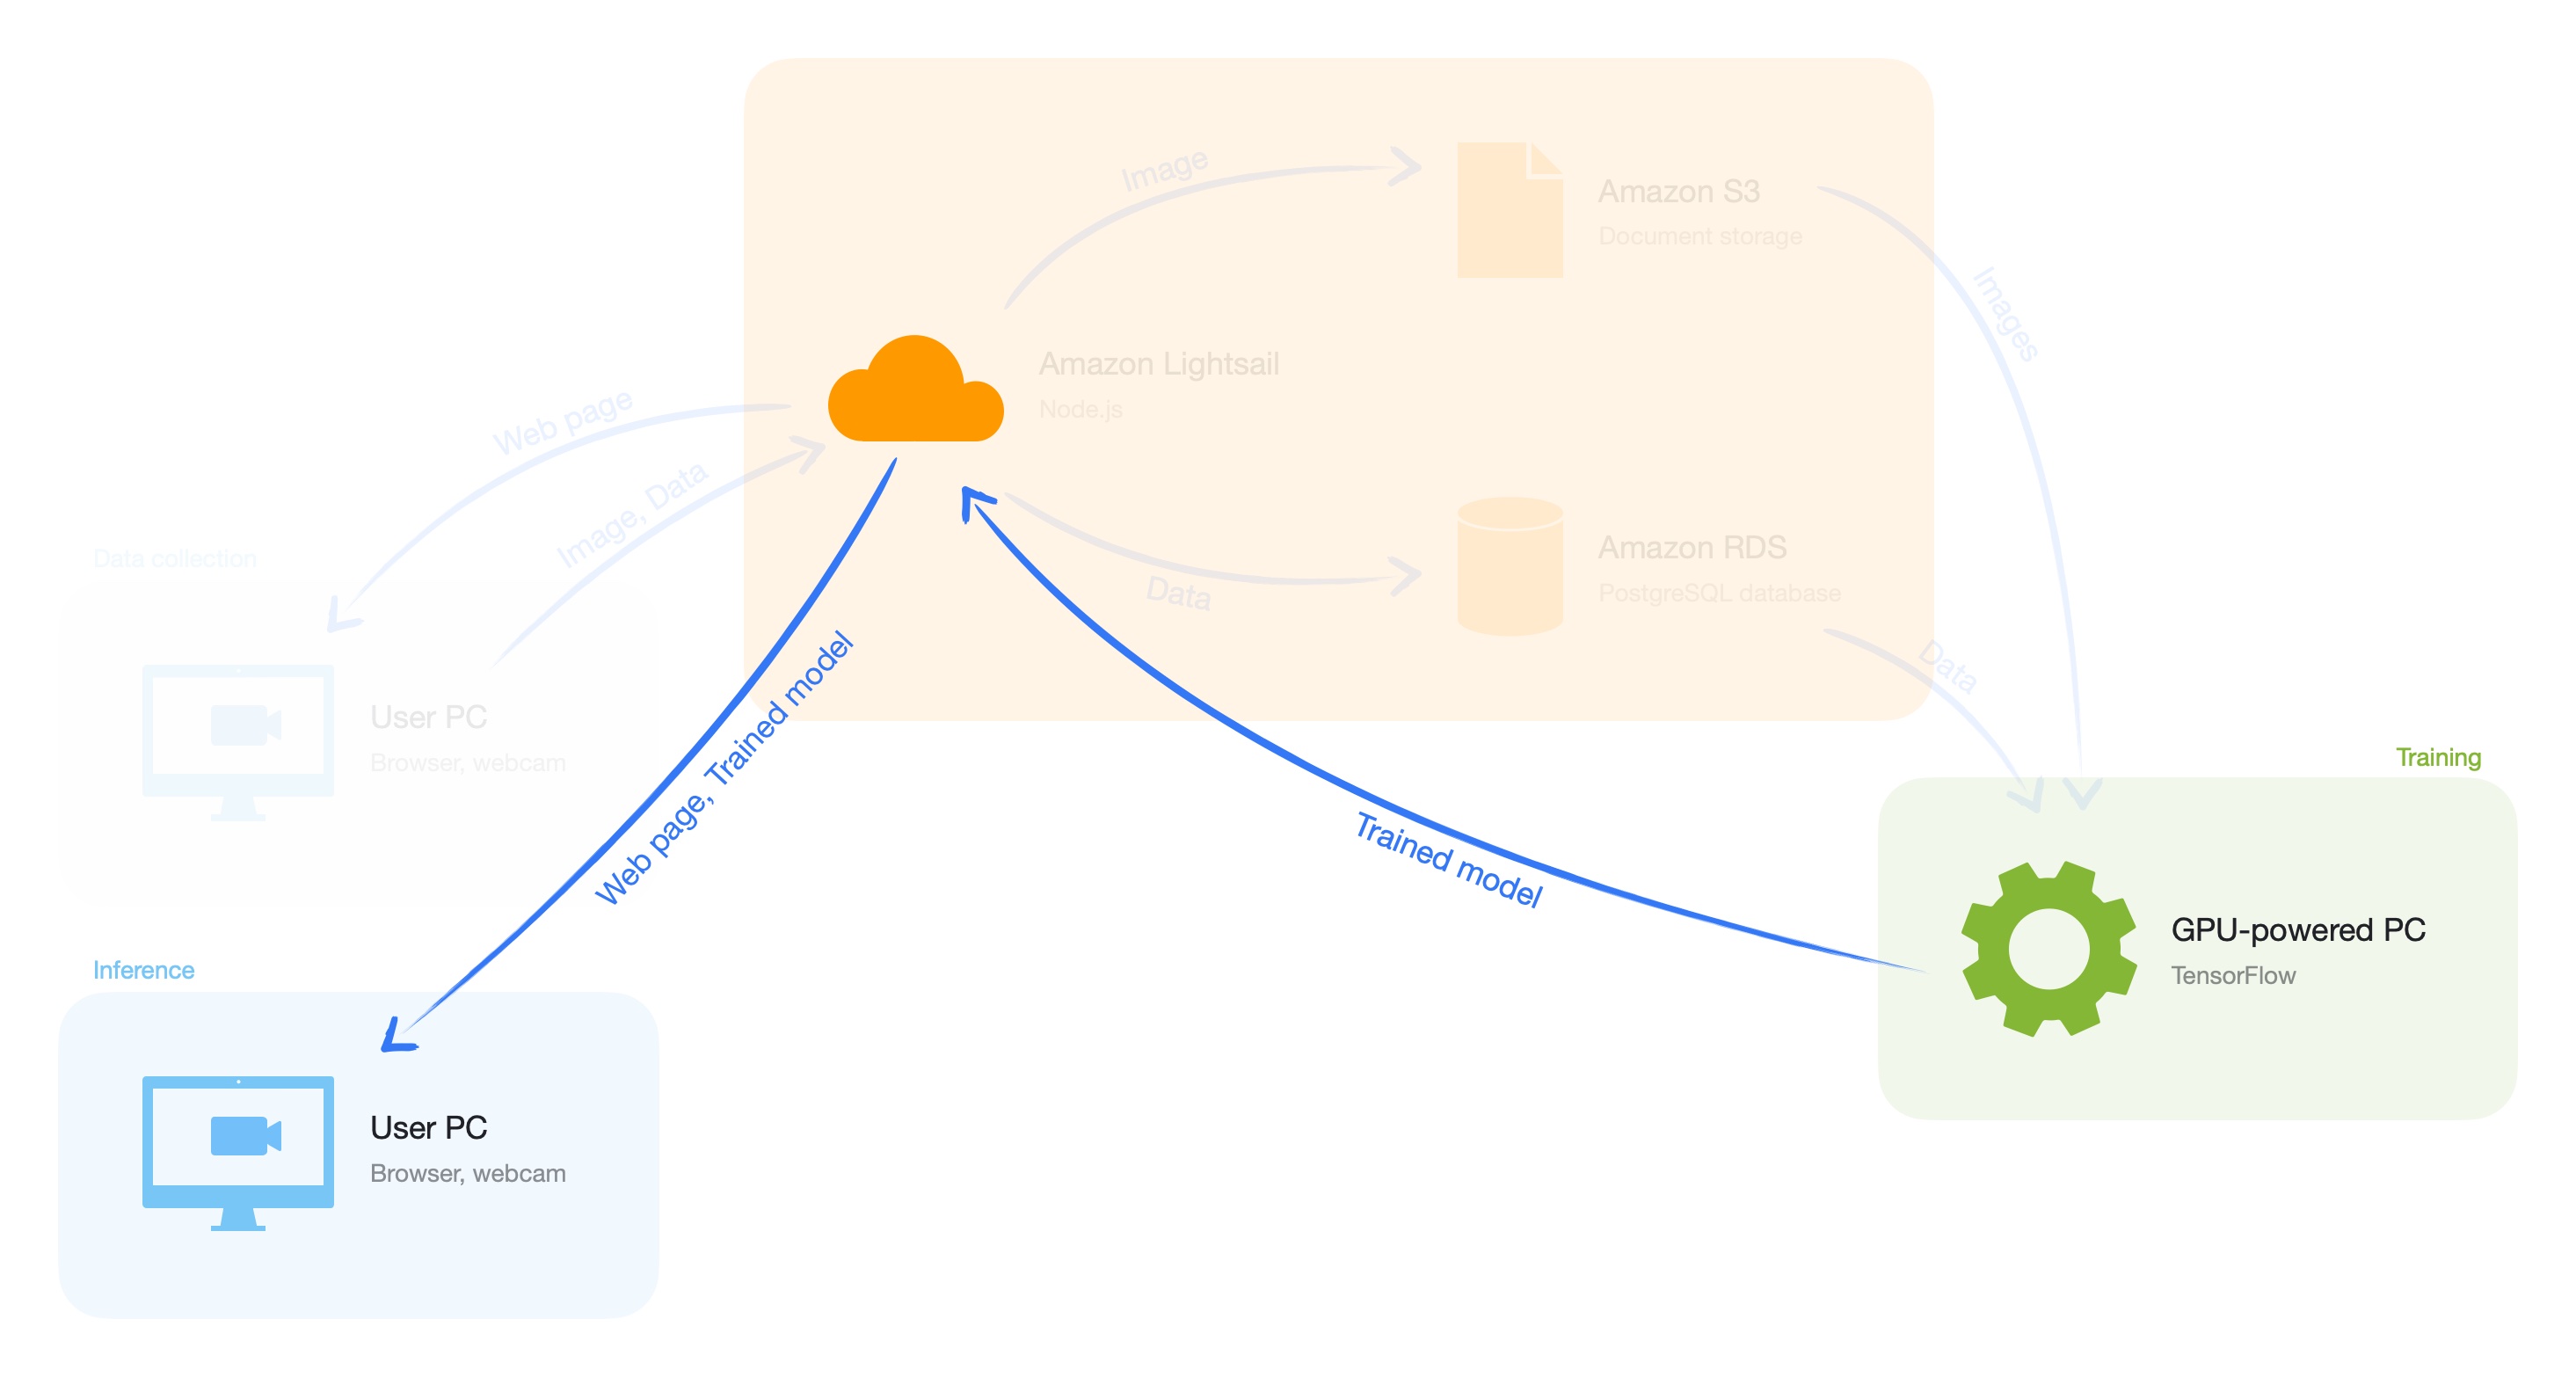 Image
Amazon S3
Document storage
Images
Amazon Lightsail
Node.js
Web page
Image, Data
Data collection
Amazon RDS
PostgreSQL database
Data
Data
User PC
Browser, webcam
Web page, Trained model
Trained model
Training
GPU-powered PC
TensorFlow
Inference
User PC
Browser, webcam